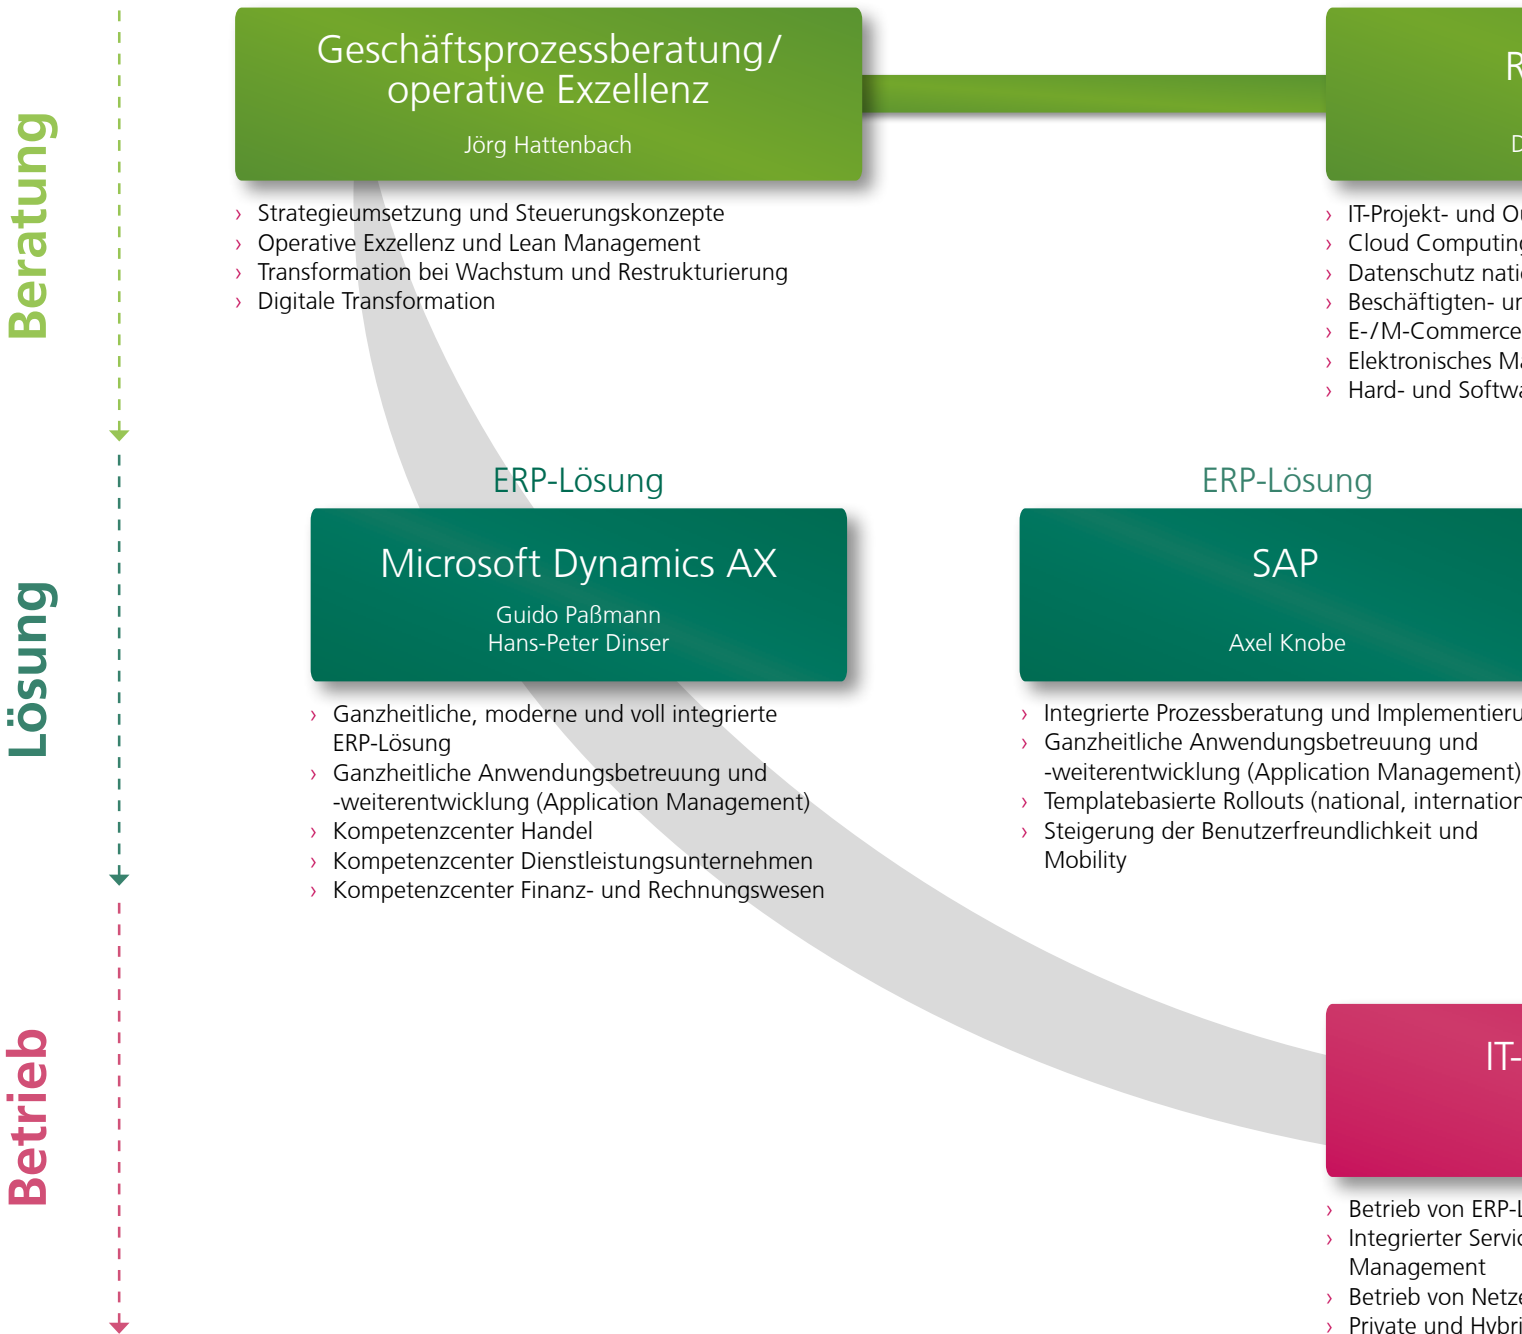 Beratung
Geschäftsprozessberatung/
operative Exzellenz
Jörg Hattenbach
› Strategieumsetzung und Steuerungskonzepte
› Operative Exzellenz und Lean Management
› Transformation bei Wachstum und Restrukturierung
› Digitale Transformation
› IT-Projekt- und
› Cloud Computing
› Datenschutz
› Beschäftigten-
› E-/M-Commerce
› Elektronisches
› Hard- und
Lösung
ERP-Lösung
Microsoft Dynamics AX
Guido Paßmann
Hans-Peter Dinser
› Ganzheitliche, moderne und voll integrierte
ERP-Lösung
› Ganzheitliche Anwendungsbetreuung und
-weiterentwicklung (Application Management)
› Kompetenzcenter Handel
› Kompetenzcenter Dienstleistungsunternehmen
› Kompetenzcenter Finanz- und Rechnungswesen
ERP-Lösung
SAP
Axel Knobe
› Integrierte Prozessberatung und
› Ganzheitliche Anwendungsbetreuung und
-weiterentwicklung (Application Management)
› Templatebasierte Rollouts (national,
› Steigerung der Benutzerfreundlichkeit und
Mobility
Betrieb
IT-
› Betrieb von
› Integrierter
Management
› Betrieb von
› Private und